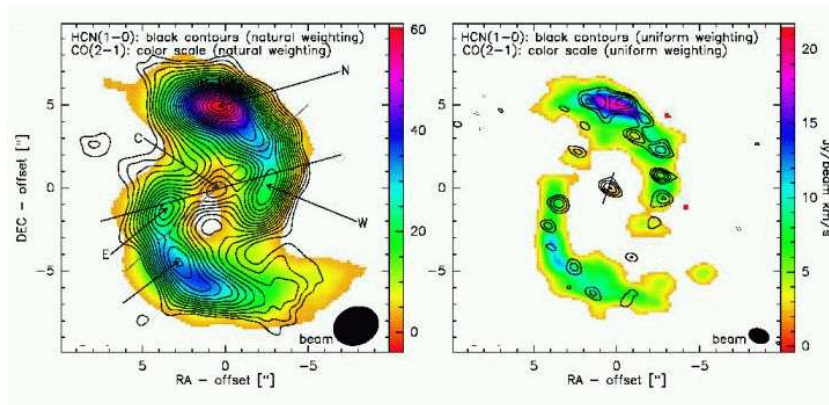 HCN(1-0): black contours (natural weighting)
CO(2-1): color scale (natural weighting)
N
C
W
E
beam
DEC - offset ["]
5
0
-5
5
0
-5
RA - offset ["]
60
40
20
0
HCN(1-0): black contours (uniform weighting)
CO(2-1): color scale (uniform weighting)
beam
5
0
-5
5
0
-5
RA - offset ["]
20
15
10
5
0
Jy/beam km/s